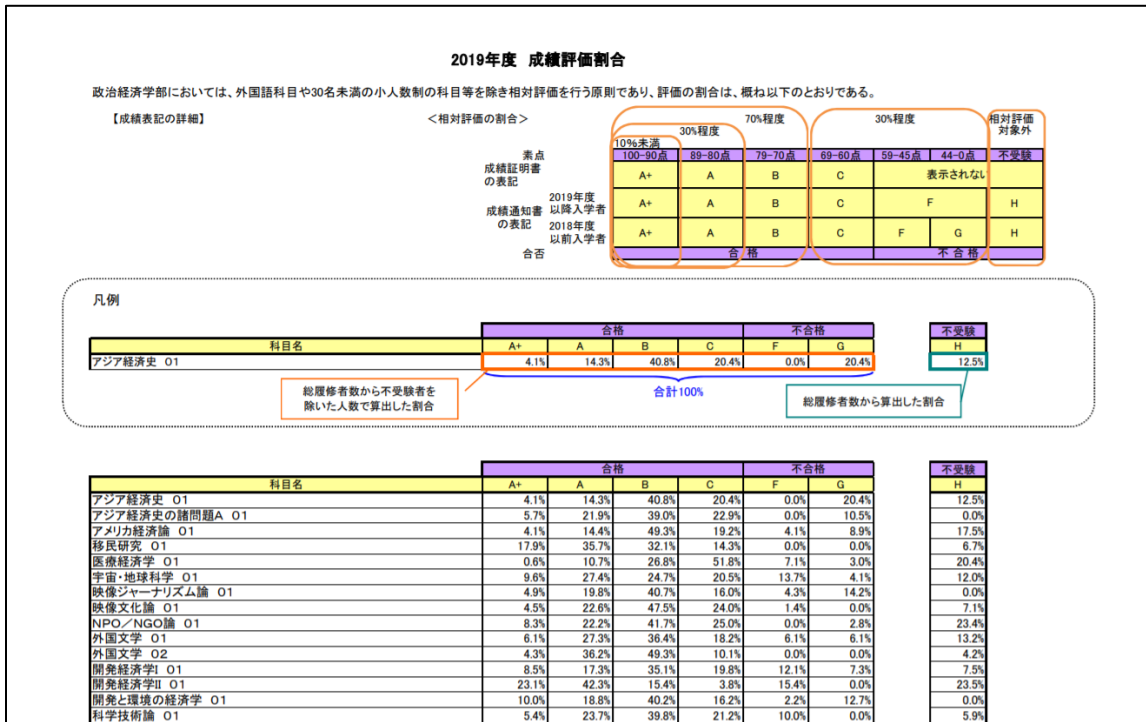 2019年度 成績評価割合
政治経済学部においては、外国語科目や30名未満の小人数制の科目等を除き相対評価を行う原則であり、評価の割合は、概ね以下のとおりである。
【成績表記の詳細】 <相対評価の割合> 70%程度 30%程度 相対評価対象外
30%程度
10%未満
素点 100-90点 89-80点 79-70点 69-60点 59-45点 44-0点 不受験
成績証明書の表記 A+ A B C 表示されない
成績通知書の表記 2019年度以降入学者 A+ A B C F H
2018年度以前入学者 A+ A B C F G H
合否 合格 不合格
凡例
合格 不合格 不受験
科目名 A+ A B C F G H
アジア経済史 01 4.1% 14.3% 40.8% 20.4% 0.0% 20.4% 12.5%
総履修者数から不受験者を除いた人数で算出した割合
合計100%
総履修者数から算出した割合
合格 不合格 不受験
科目名 A+ A B C F G H
アジア経済史 01 4.1% 14.3% 40.8% 20.4% 0.0% 20.4% 12.5%
アジア経済史の諸問題A 01 5.7% 21.9% 39.0% 22.9% 0.0% 10.5% 0.0%
アメリカ経済論 01 4.1% 14.4% 49.3% 19.2% 4.1% 8.9% 17.5%
移民研究 01 17.9% 35.7% 32.1% 14.3% 0.0% 0.0% 6.7%
医療経済学 01 0.6% 10.7% 26.8% 51.8% 7.1% 3.0% 20.4%
宇宙・地球科学 01 9.6% 27.4% 24.7% 20.5% 13.7% 4.1% 12.0%
映像ジャーナリズム論 01 4.9% 19.8% 40.7% 16.0% 4.3% 14.2% 0.0%
映像文化論 01 4.5% 22.6% 47.5% 24.0% 1.4% 0.0% 7.1%
NPO/NGO論 01 8.3% 22.2% 41.7% 25.0% 0.0% 2.8% 23.4%
外国文学 01 6.1% 27.3% 36.4% 18.2% 6.1% 6.1% 13.2%
外国文学 02 4.3% 36.2% 49.3% 10.1% 0.0% 0.0% 4.2%
開発経済学I 01 8.5% 17.3% 35.1% 19.8% 12.1% 7.3% 7.5%
開発経済学II 01 23.1% 42.3% 15.4% 3.8% 15.4% 0.0% 23.5%
開発と環境の経済学 01 10.0% 18.8% 40.2% 16.2% 2.2% 12.7% 0.0%
科学技術論 01 5.4% 23.7% 39.8% 21.2% 10.0% 0.0% 5.9%